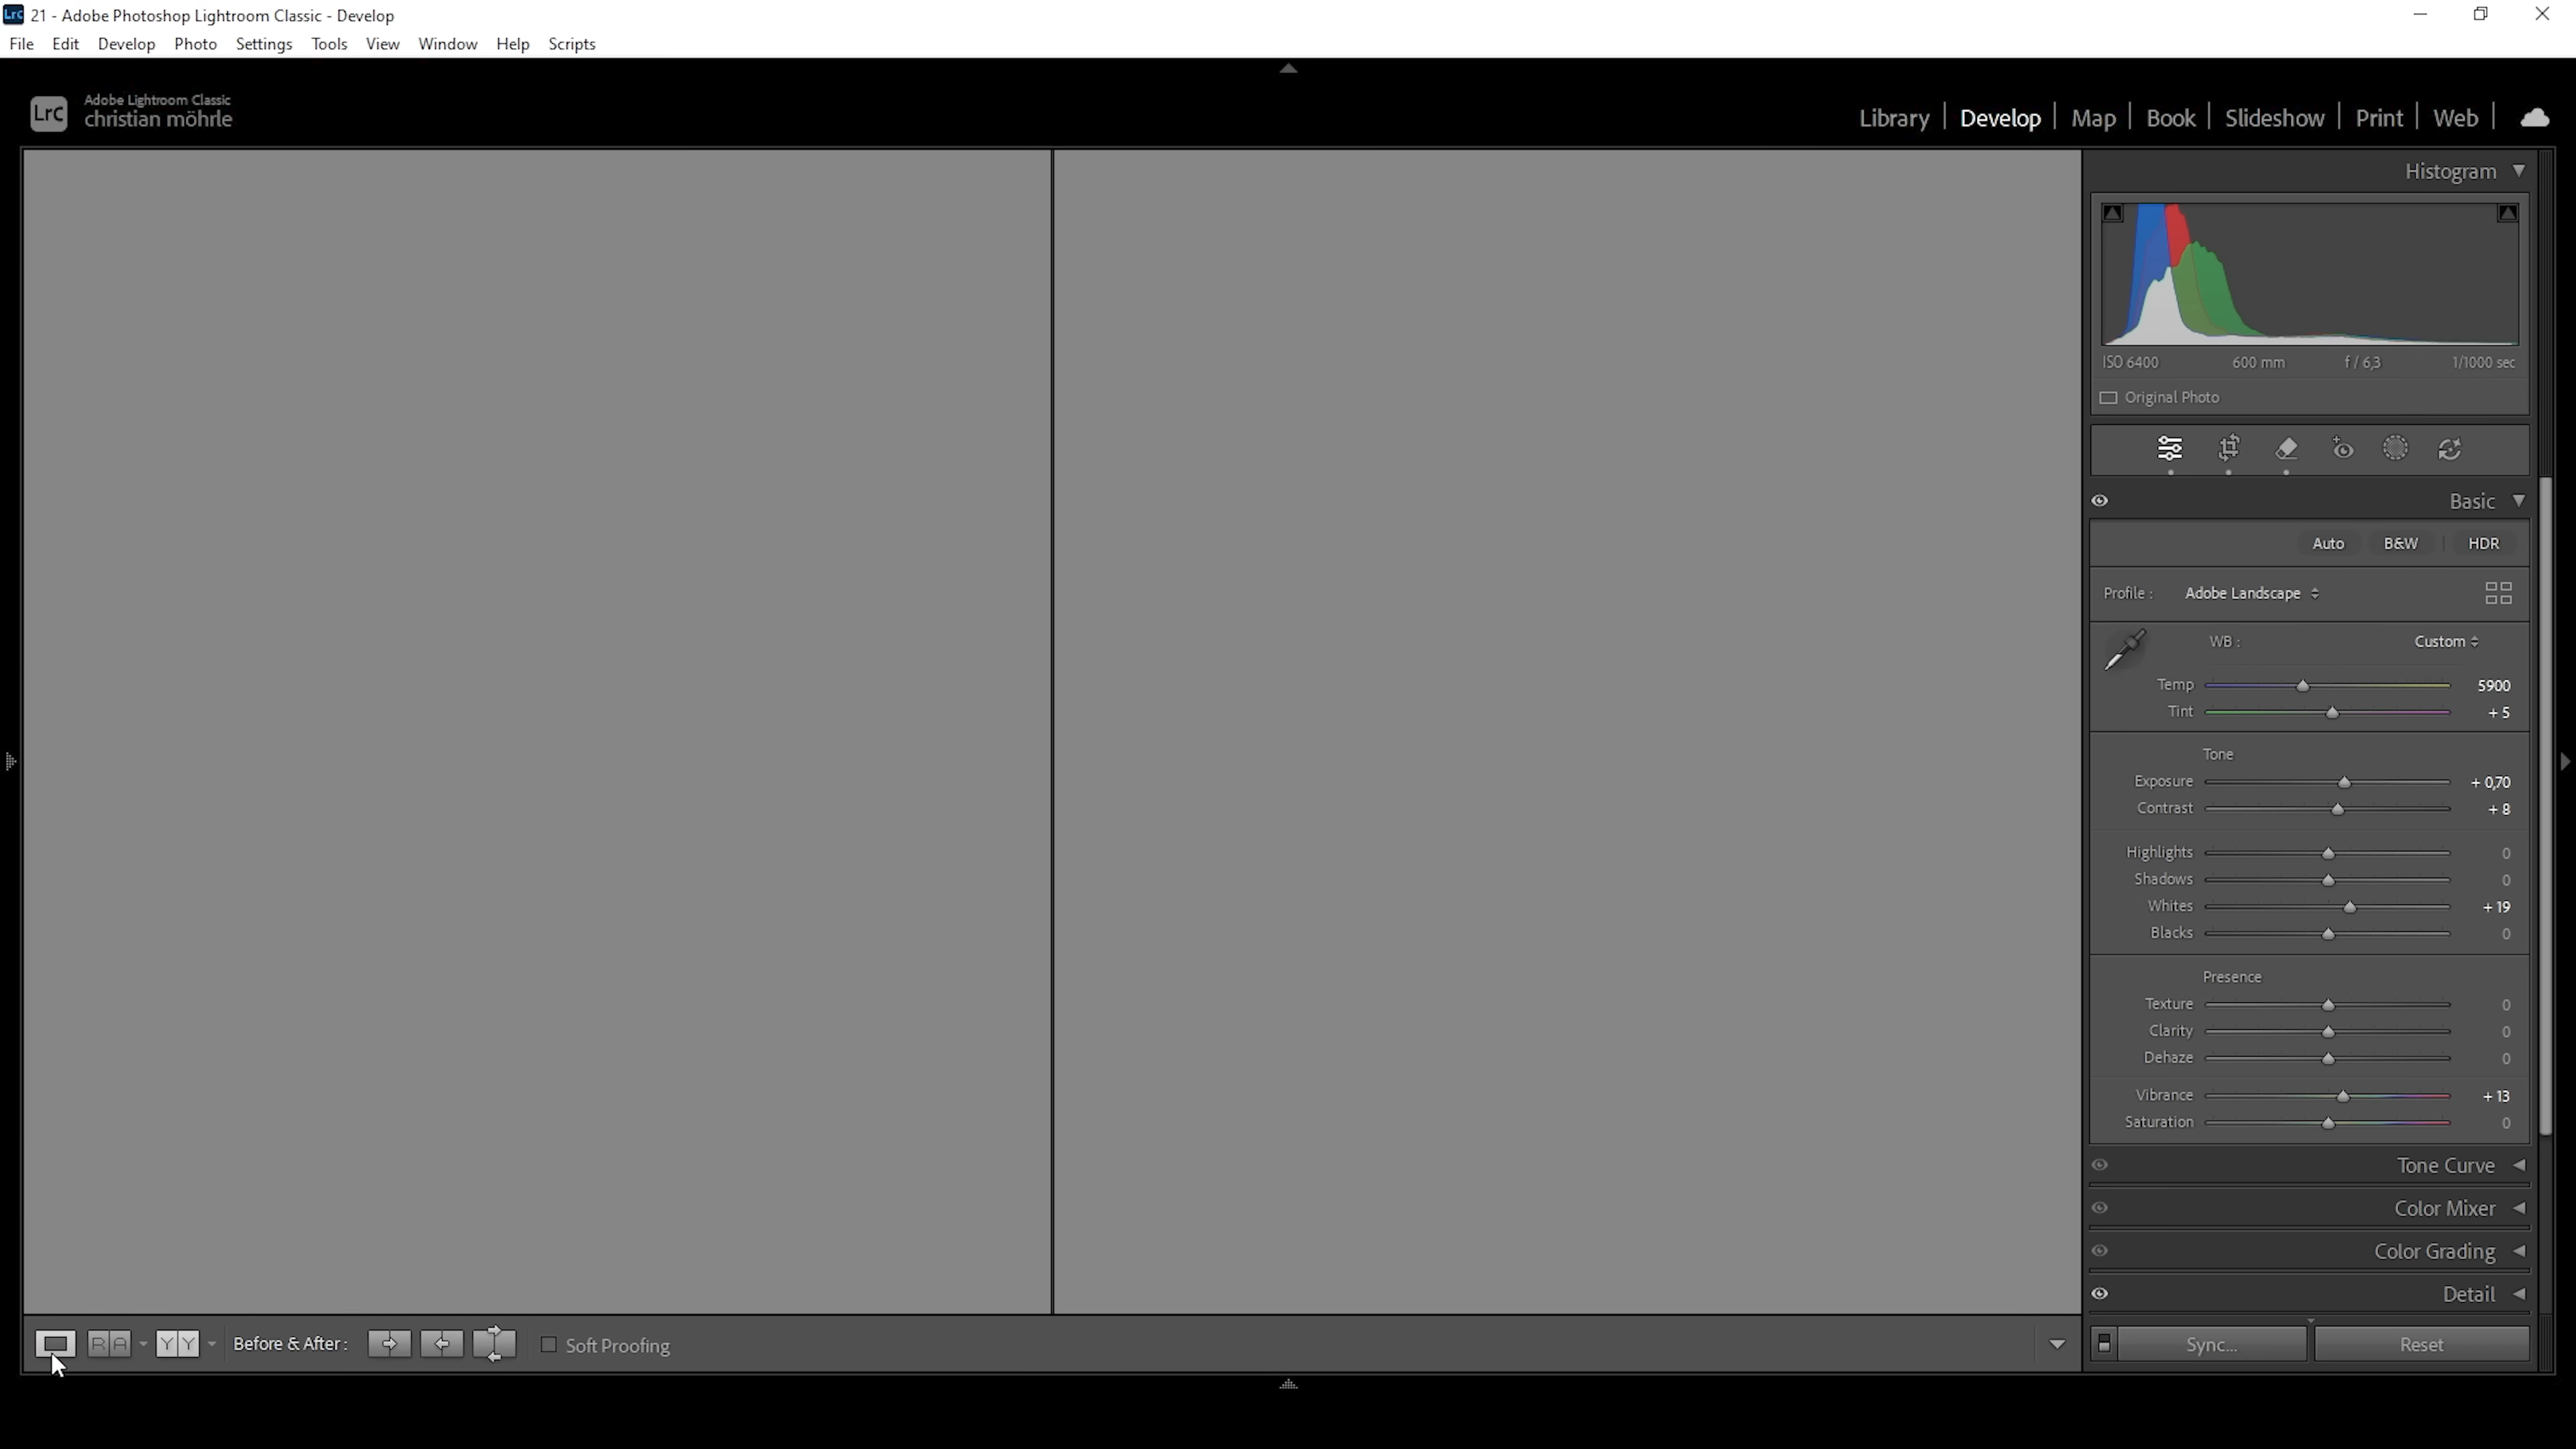 Lrc 21 - Adobe Photoshop Lightroom Classic - Develop
File Edit Develop Photo Settings Tools View Window Help Scripts
Lrc Adobe Lightroom Classic
christian möhrle
Library | Develop | Map | Book | Slideshow | Print | Web |
Histogram
ISO 6400 600 mm f / 6,3 1/1000 sec
Original Photo
Basic
Auto B&W HDR
Profile : Adobe Landscape
WB : Custom
Temp 5900
Tint + 5
Tone
Exposure + 0,70
Contrast + 8
Highlights 0
Shadows 0
Whites + 19
Blacks 0
Presence
Texture 0
Clarity 0
Dehaze 0
Vibrance + 13
Saturation 0
Tone Curve
Color Mixer
Color Grading
Detail
R A Y Y Before & After : Soft Proofing
Sync... Reset